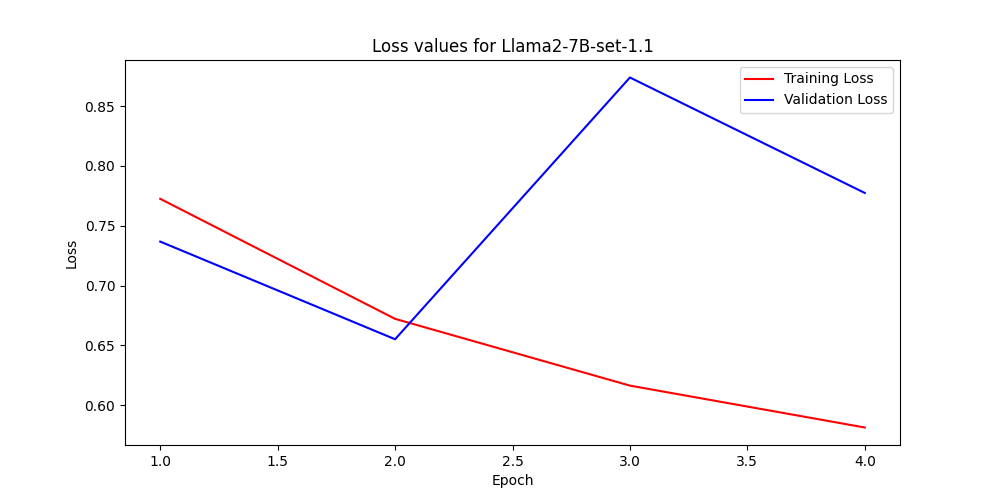 Loss values for Llama2-7B-set-1.1
Training Loss
Validation Loss
0.85
0.80
0.75
0.70
0.65
0.60
Loss
1.0 1.5 2.0 2.5 3.0 3.5 4.0
Epoch